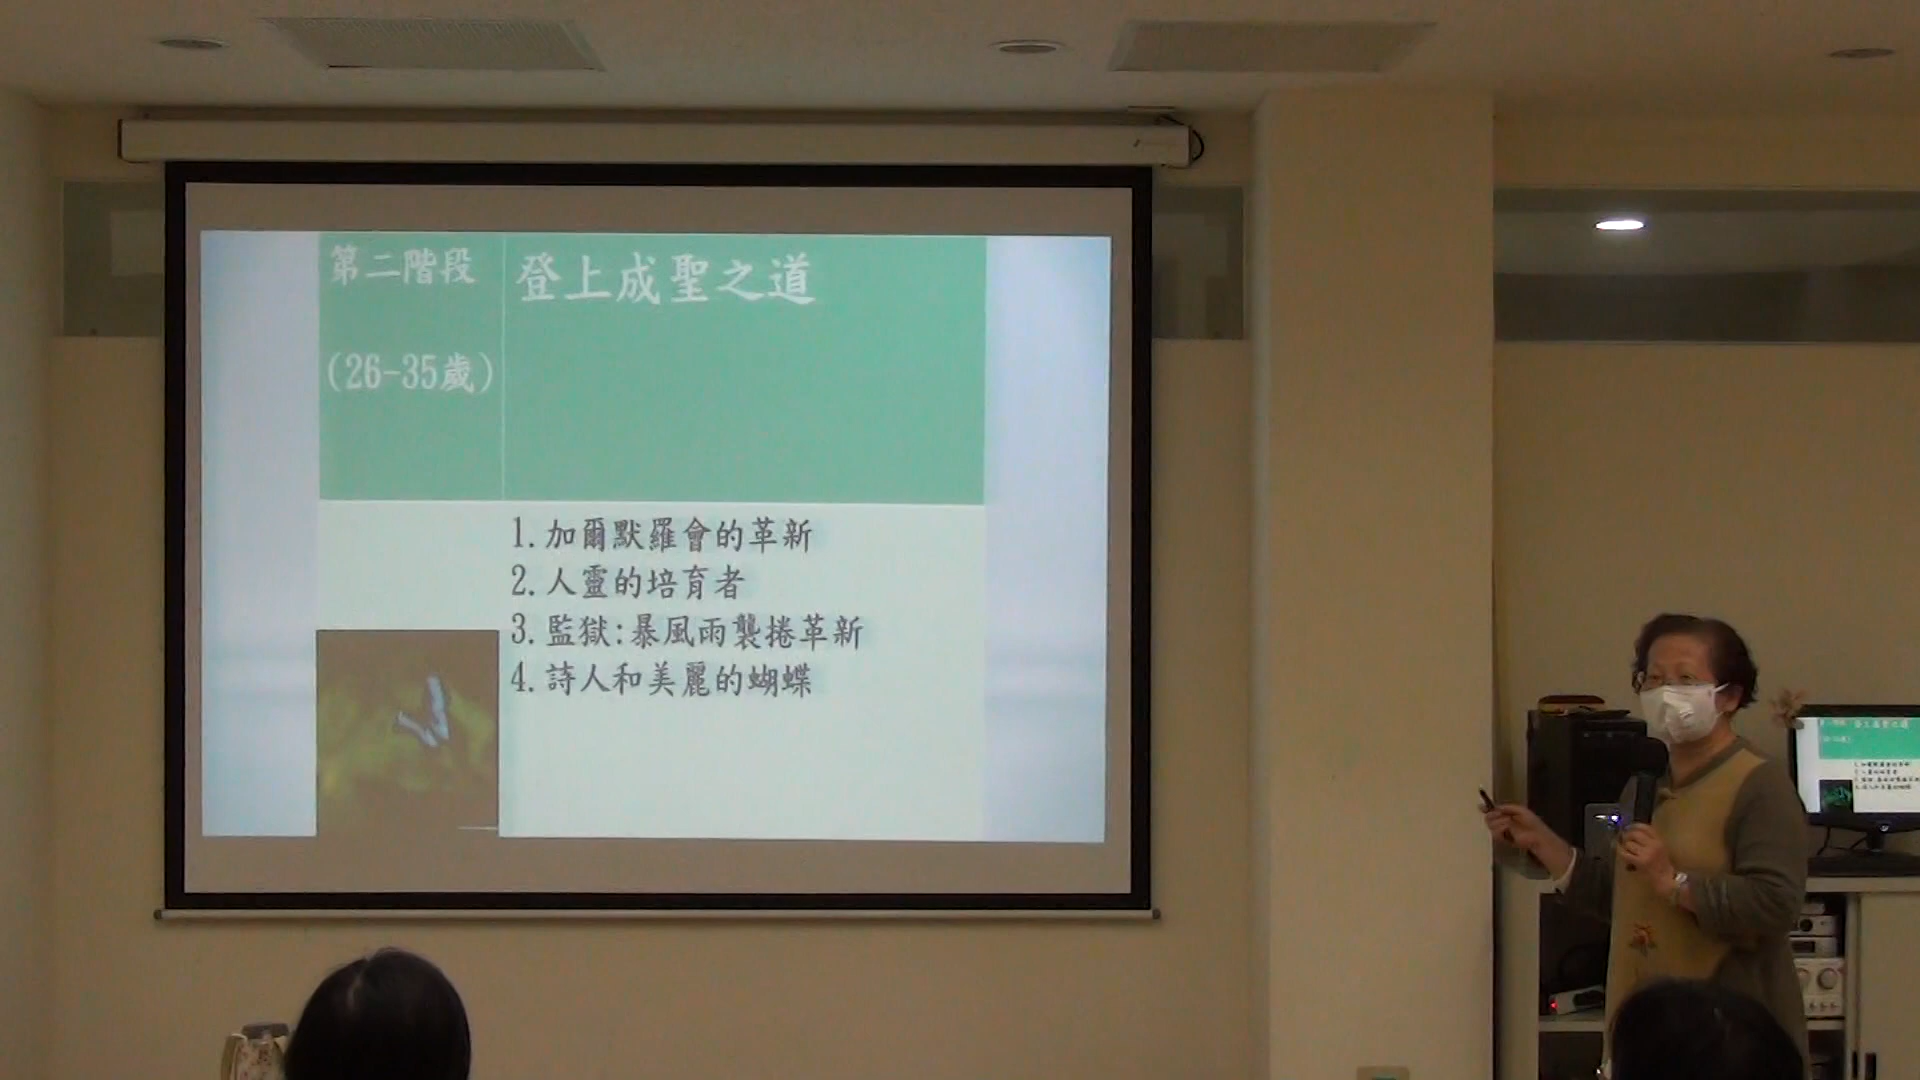 第二階段
(26-35歲)
登上成聖之道
1.加爾默羅會的革新
2.人靈的培育者
3.監獄:暴風雨襲捲革新
4.詩人和美麗的蝴蝶